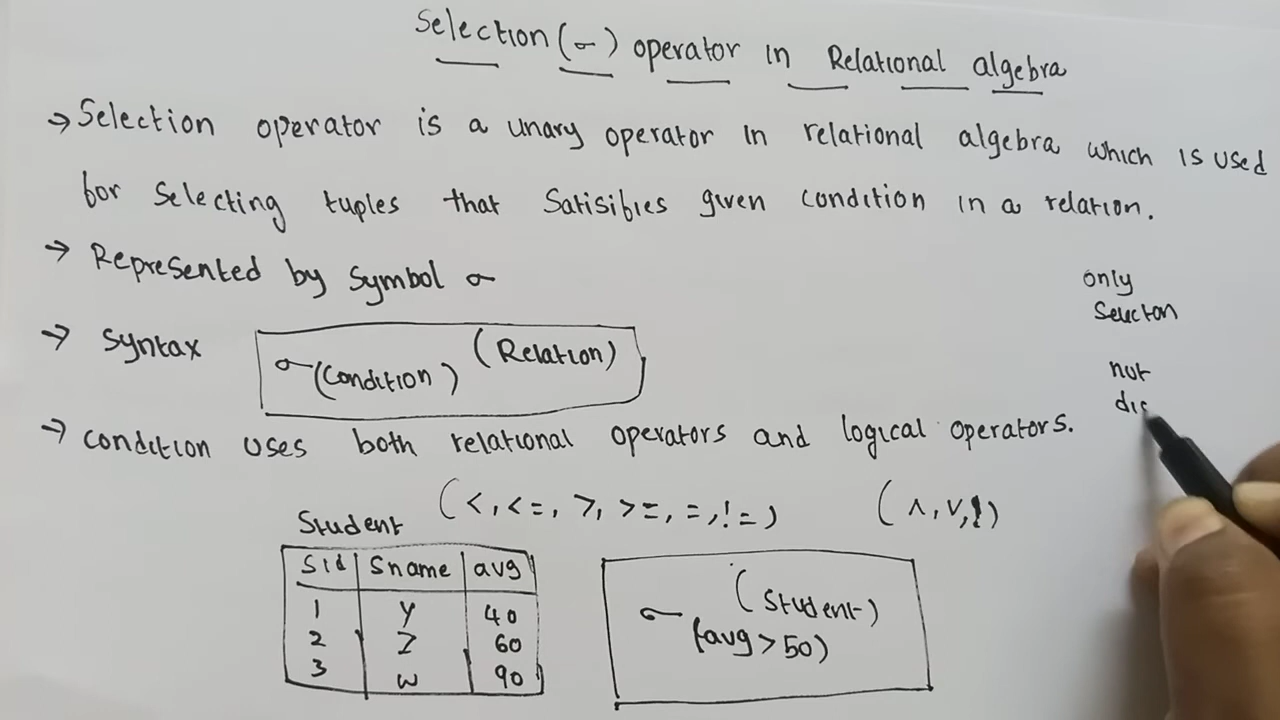 Selection (σ) operator in Relational algebra
→ Selection operator is a unary operator in relational algebra which is used
for selecting tuples that Satisifies given condition in a relation.
→ Represented by symbol σ
→ Syntax σ(condition) (Relation)
only
Selection
not
dis
→ condition uses both relational operators and logical operators.
(<, <=, >, >=, =, !=) (∧, ∨, !)
Student
Sid Sname avg
1 y 40
2 Z 60
3 w 90
σ(avg > 50) (Student)